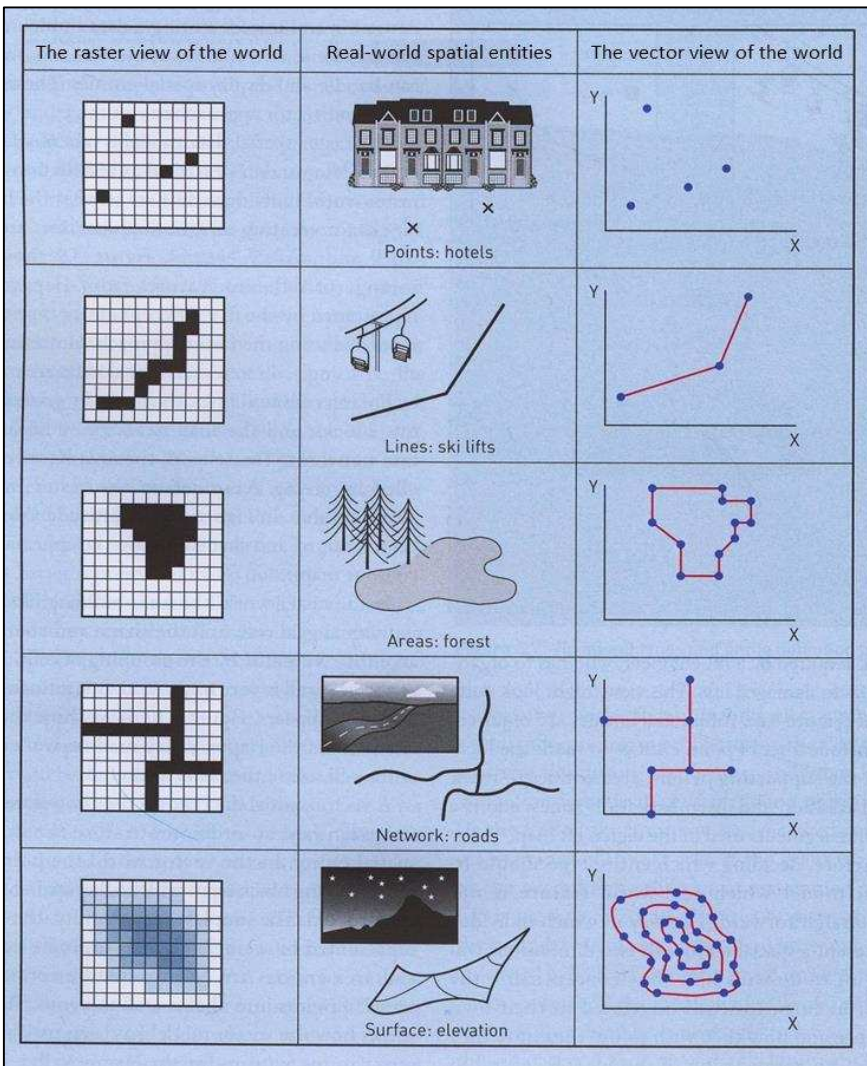 The raster view of the world
Real-world spatial entities
The vector view of the world
Points: hotels
Y
X
Lines: ski lifts
Y
X
Areas: forest
Y
X
Network: roads
Y
X
Surface: elevation
Y
X